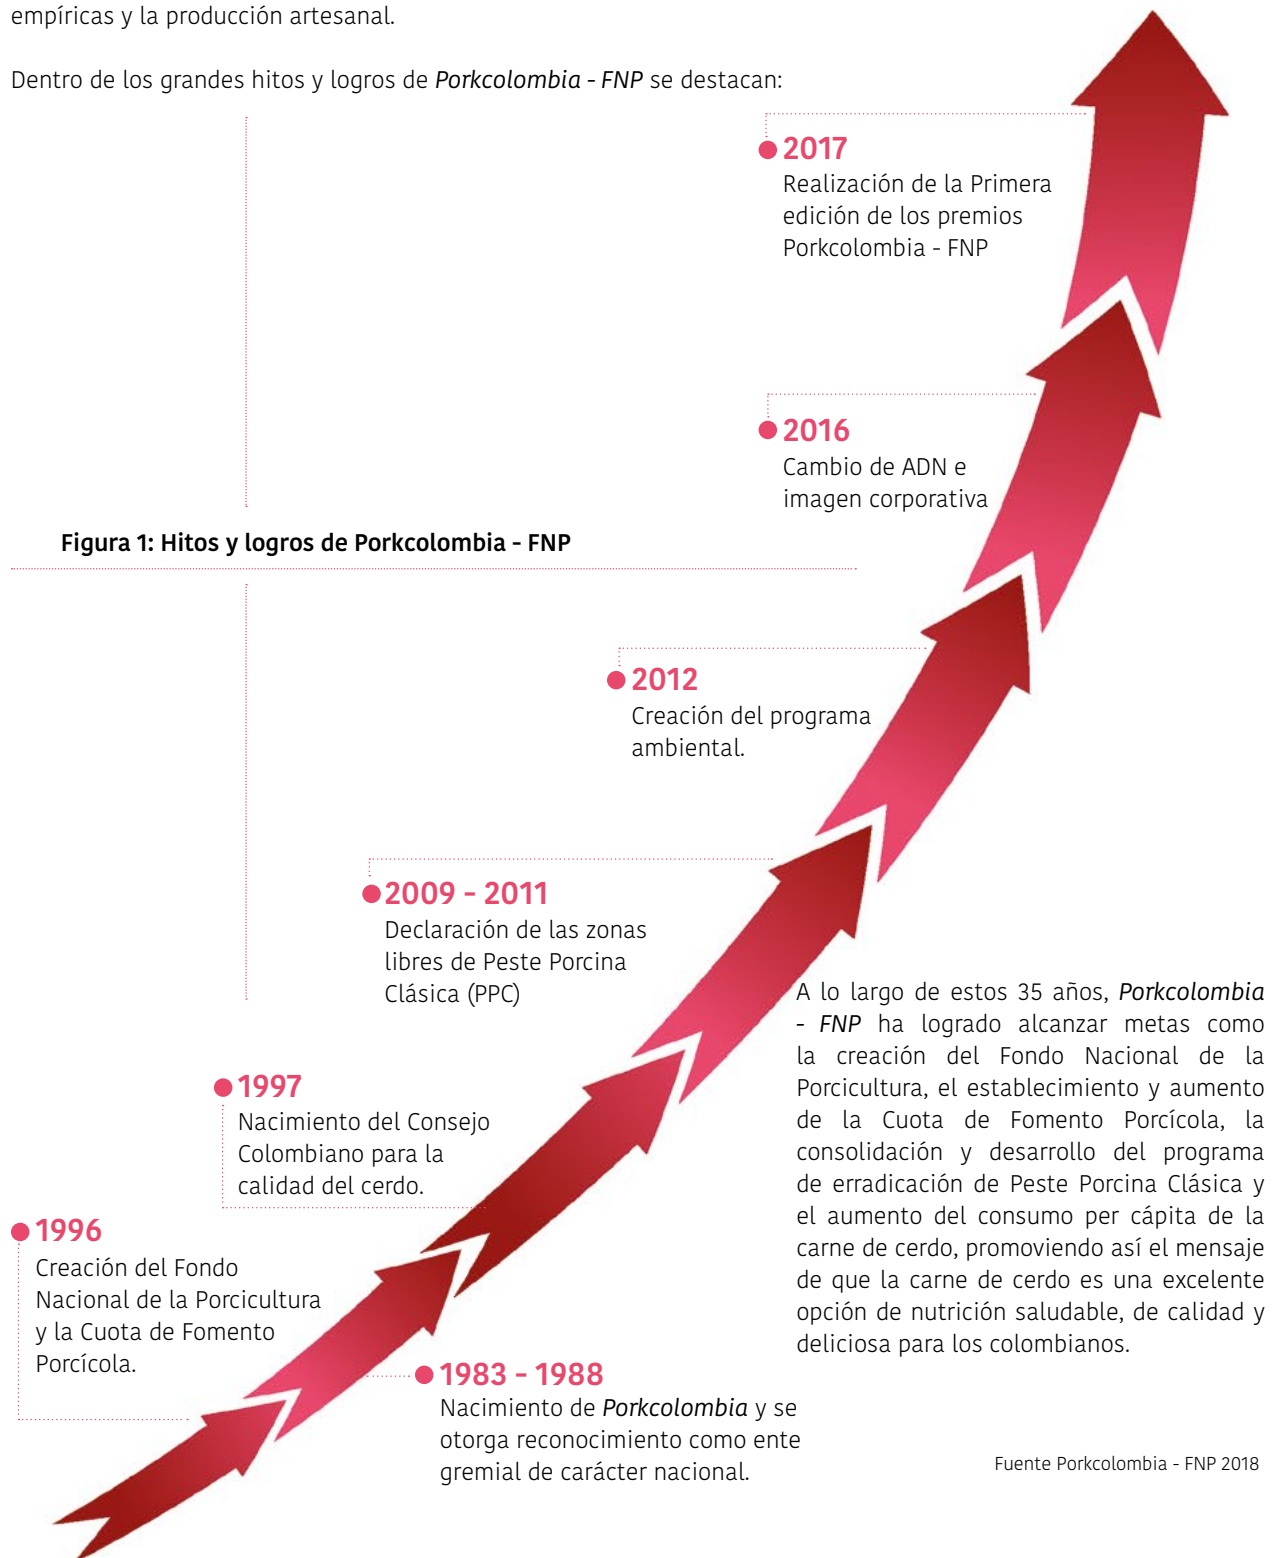 empíricas y la producción artesanal.
Dentro de los grandes hitos y logros de Porkcolombia - FNP se destacan:
2017
Realización de la Primera
edición de los premios
Porkcolombia - FNP
2016
Cambio de ADN e
imagen corporativa
Figura 1: Hitos y logros de Porkcolombia - FNP
2012
Creación del programa
ambiental.
2009 - 2011
Declaración de las zonas
libres de Peste Porcina
Clásica (PPC)
1997
Nacimiento del Consejo
Colombiano para la
calidad del cerdo.
1996
Creación del Fondo
Nacional de la Porcicultura
y la Cuota de Fomento
Porcícola.
1983 - 1988
Nacimiento de Porkcolombia y se
otorga reconocimiento como ente
gremial de carácter nacional.
A lo largo de estos 35 años, Porkcolombia
- FNP ha logrado alcanzar metas como
la creación del Fondo Nacional de la
Porcicultura, el establecimiento y aumento
de la Cuota de Fomento Porcícola, la
consolidación y desarrollo del programa
de erradicación de Peste Porcina Clásica y
el aumento del consumo per cápita de la
carne de cerdo, promoviendo así el mensaje
de que la carne de cerdo es una excelente
opción de nutrición saludable, de calidad y
deliciosa para los colombianos.
Fuente Porkcolombia - FNP 2018